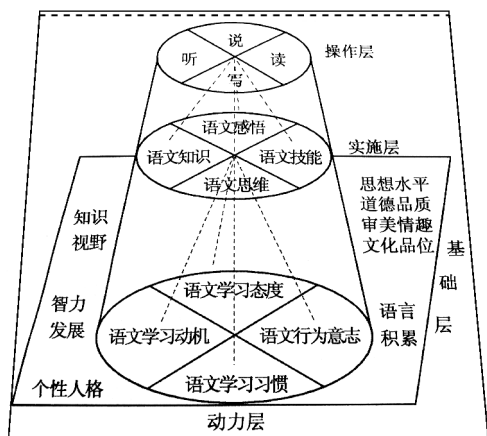 说
听
读
写
操作层
语文感悟
语文知识
语文技能
语文思维
实施层
知识
视野
思想水平
道德品质
审美情趣
文化品位
基础层
智力
发展
语文学习态度
语文学习动机
语文行为意志
语言
积累
个性人格
语文学习习惯
动力层